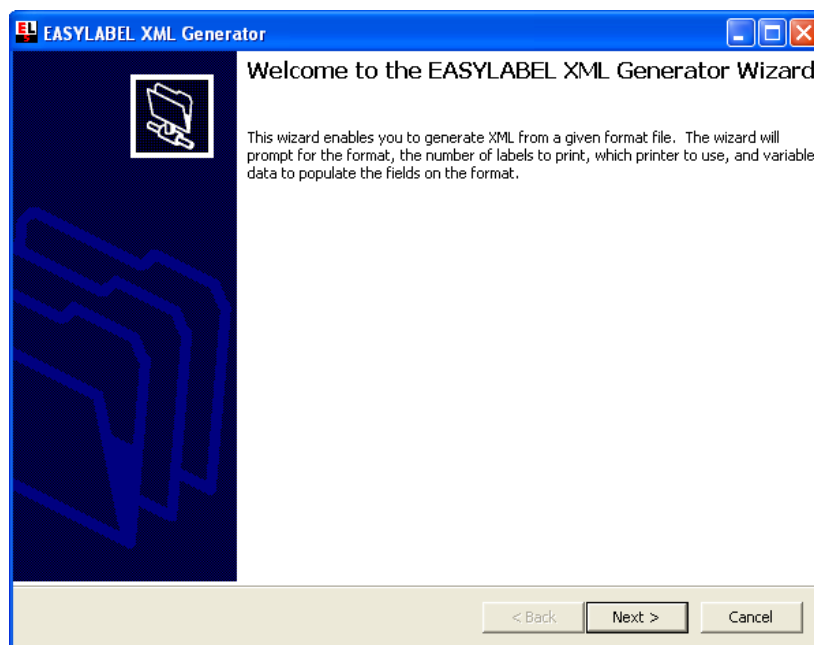 EL
5
EASYLABEL XML Generator
Welcome to the EASYLABEL XML Generator Wizard
This wizard enables you to generate XML from a given format file.  The wizard will
prompt for the format, the number of labels to print, which printer to use, and variable
data to populate the fields on the format.
< Back
Next >
Cancel